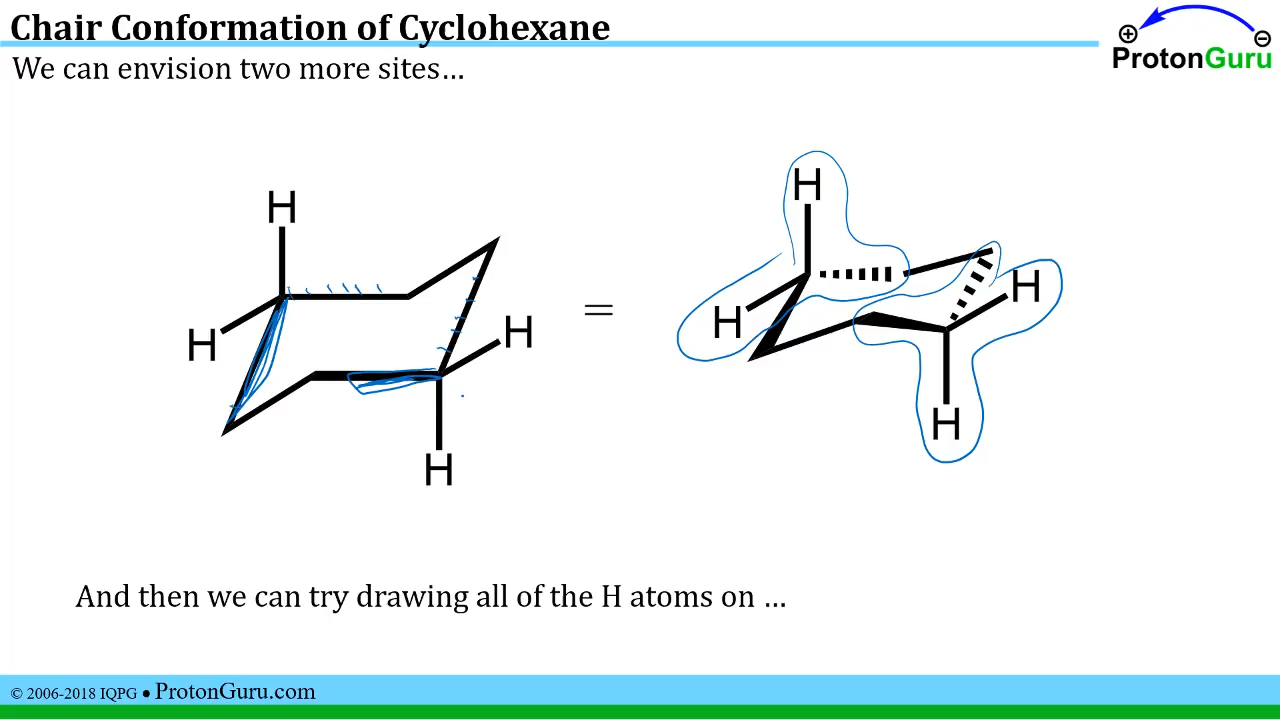 Chair Conformation of Cyclohexane
⊕ ⊖
ProtonGuru
We can envision two more sites...
H H
H = H
H H
H H
And then we can try drawing all of the H atoms on ...
© 2006-2018 IQPG ● ProtonGuru.com